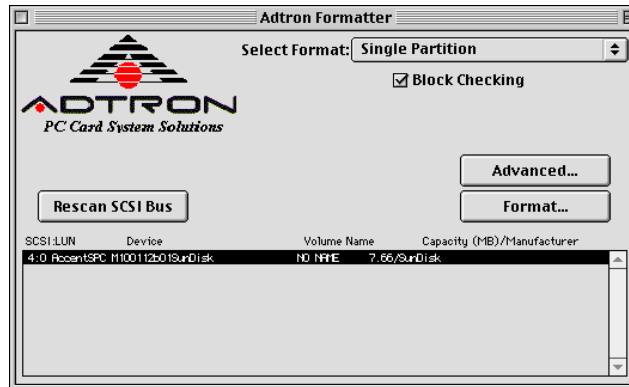 Adtron Formatter
Select Format: Single Partition
Block Checking
ADTRON
PC Card System Solutions
Advanced...
Rescan SCSI Bus
Format...
SCSI:LUN Device Volume Name Capacity (MB)/Manufacturer
4:0 AccentSPC M100112b01SunDisk NO NAME 7.66/SunDisk